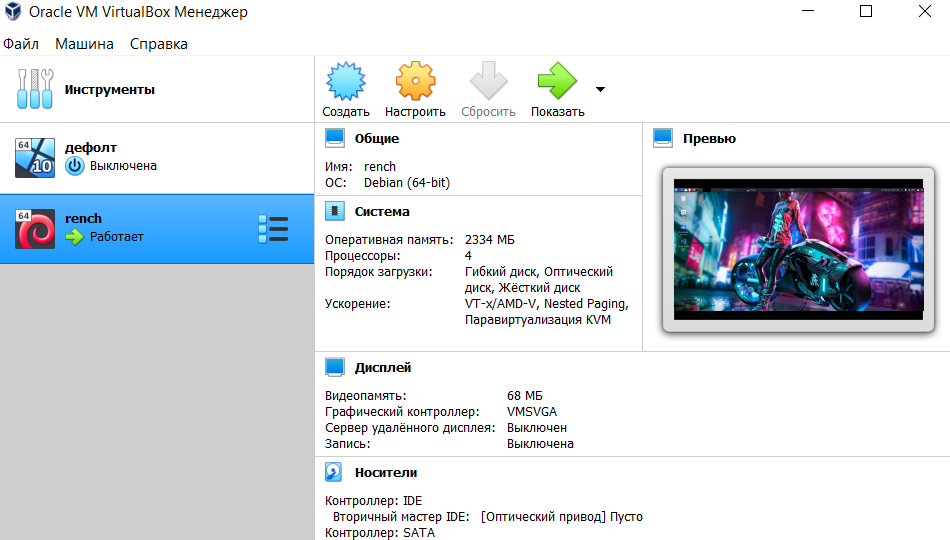 Oracle VM VirtualBox Менеджер
Файл Машина Справка
Инструменты
Создать Настроить Сбросить Показать
64
10
дефолт
Выключена
64
rench
Работает
Общие
Имя: rench
ОС: Debian (64-bit)
Система
Оперативная память: 2334 МБ
Процессоры: 4
Порядок загрузки: Гибкий диск, Оптический
диск, Жёсткий диск
Ускорение: VT-x/AMD-V, Nested Paging,
Паравиртуализация KVM
Превью
Дисплей
Видеопамять: 68 МБ
Графический контроллер: VMSVGA
Сервер удалённого дисплея: Выключен
Запись: Выключена
Носители
Контроллер: IDE
Вторичный мастер IDE: [Оптический привод] Пусто
Контроллер: SATA